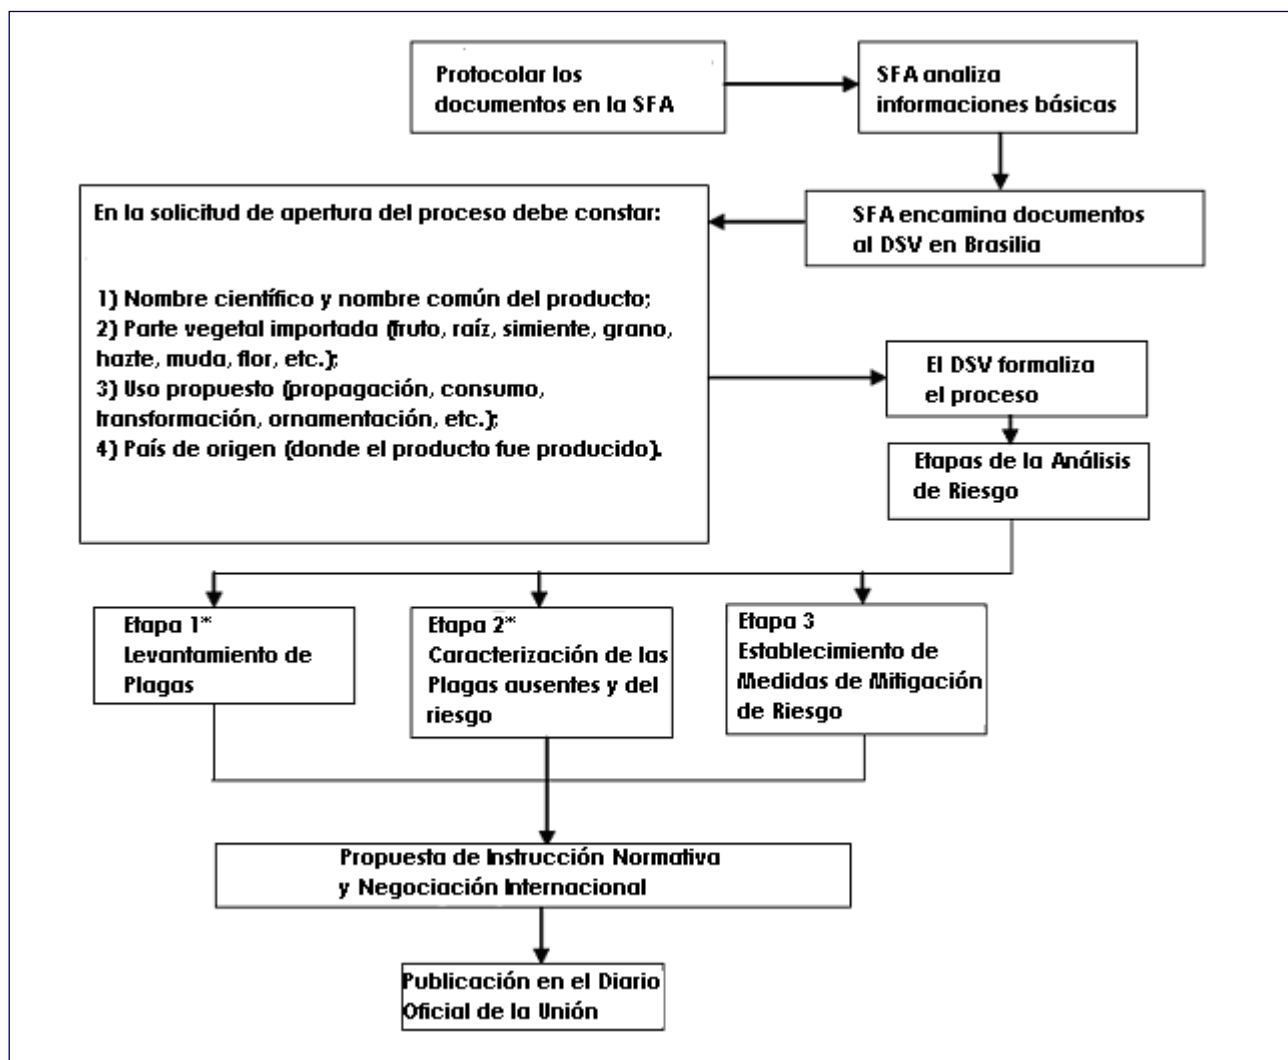 Protocolar los
documentos en la SFA
SFA analiza
informaciones básicas
SFA encamina documentos
al DSV en Brasilia
En la solicitud de apertura del proceso debe constar:
1) Nombre científico y nombre común del producto;
2) Parte vegetal importada (fruto, raíz, simiente, grano,
hazte, muda, flor, etc.);
3) Uso propuesto (propagación, consumo,
transformación, ornamentación, etc.);
4) País de origen (donde el producto fue producido).
El DSV formaliza
el proceso
Etapas de la Análisis
de Riesgo
Etapa 1*
Levantamiento de
Plagas
Etapa 2*
Caracterización de las
Plagas ausentes y del
riesgo
Etapa 3
Establecimiento de
Medidas de Mitigación
de Riesgo
Propuesta de Instrucción Normativa
y Negociación Internacional
Publicación en el Diario
Oficial de la Unión